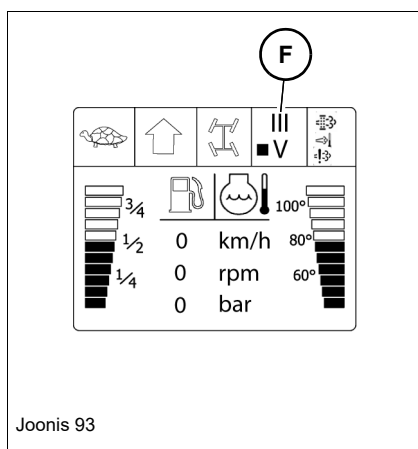 F
III
■ V
3/4
100°
1/2
0 km/h
80°
1/4
0 rpm
60°
0 bar
Joonis 93